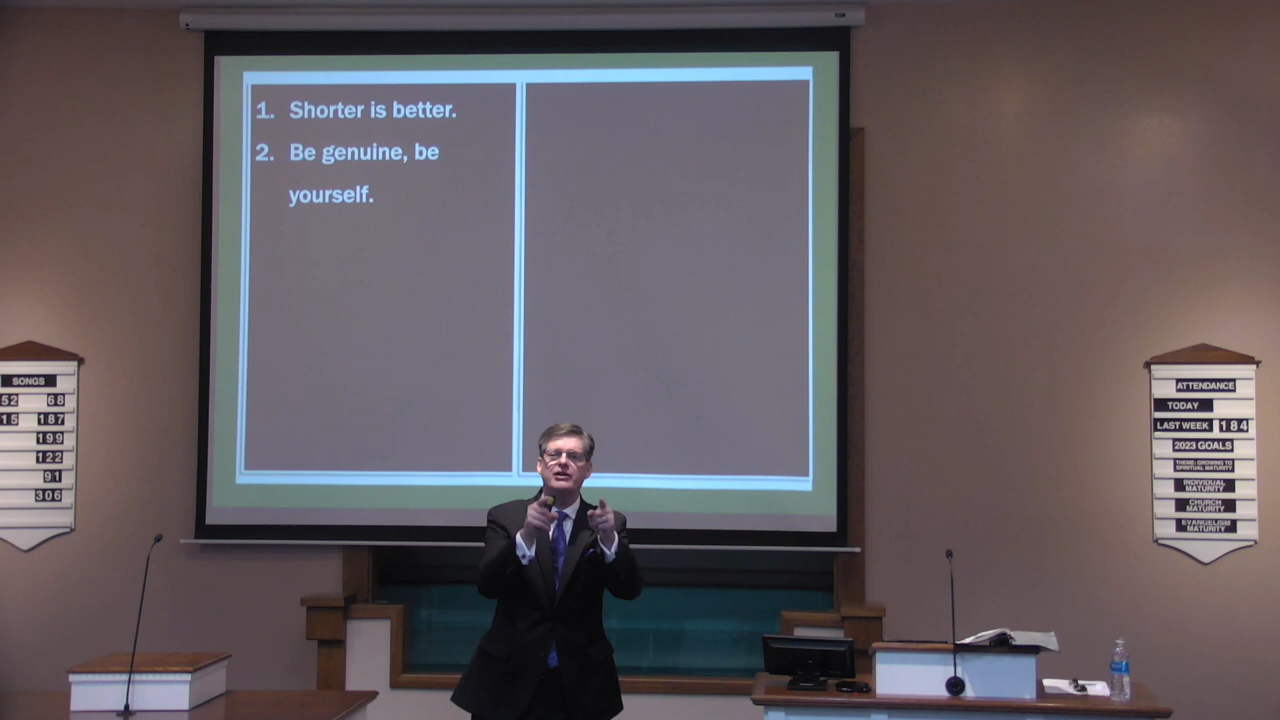 1. Shorter is better.
2. Be genuine, be
yourself.
SONGS
52 68
15 187
199
122
91
306
ATTENDANCE
TODAY
LAST WEEK 184
2023 GOALS
THEME: GROWING TO
SPIRITUAL MATURITY
INDIVIDUAL
MATURITY
CHURCH
MATURITY
EVANGELISM
MATURITY